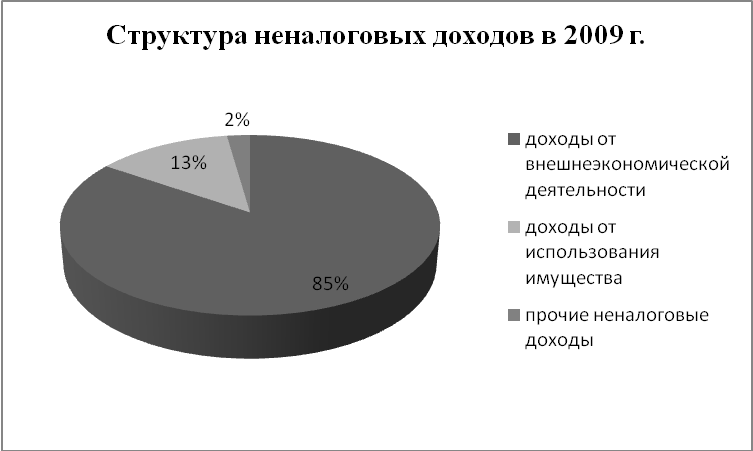 Структура неналоговых доходов в 2009 г.
2%
13%
85%
доходы от
внешнеэкономической
деятельности
доходы от
использования
имущества
прочие неналоговые
доходы